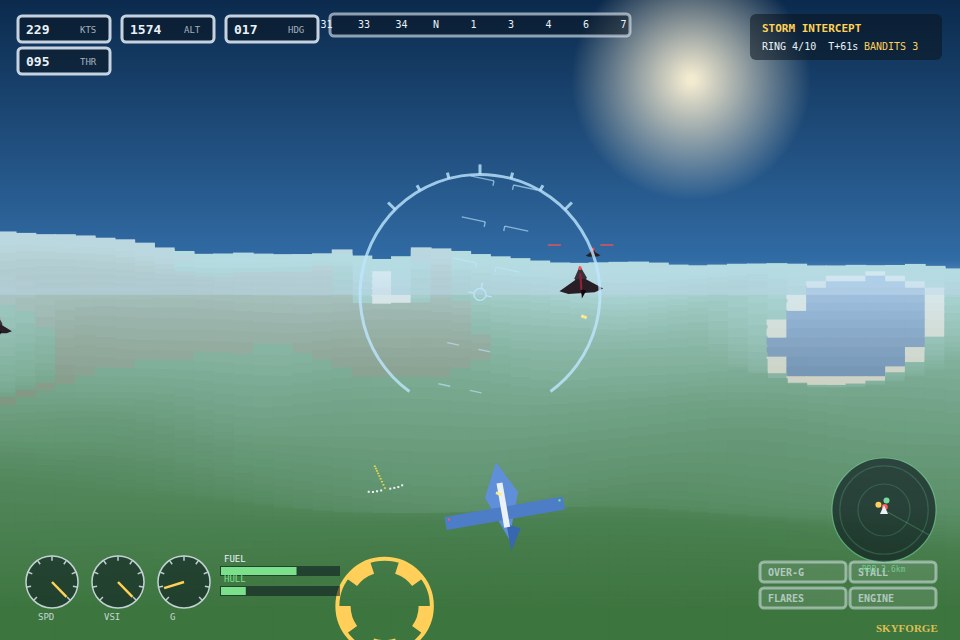 229 KTS
1574 ALT
017 HDG
31 33 34 N 1 3 4 6 7
095 THR
STORM INTERCEPT
RING 4/10 T+61s BANDITS 3
FUEL
HULL
SPD
VSI
G
OVER-G
STALL
FLARES
ENGINE
SKYFORGE